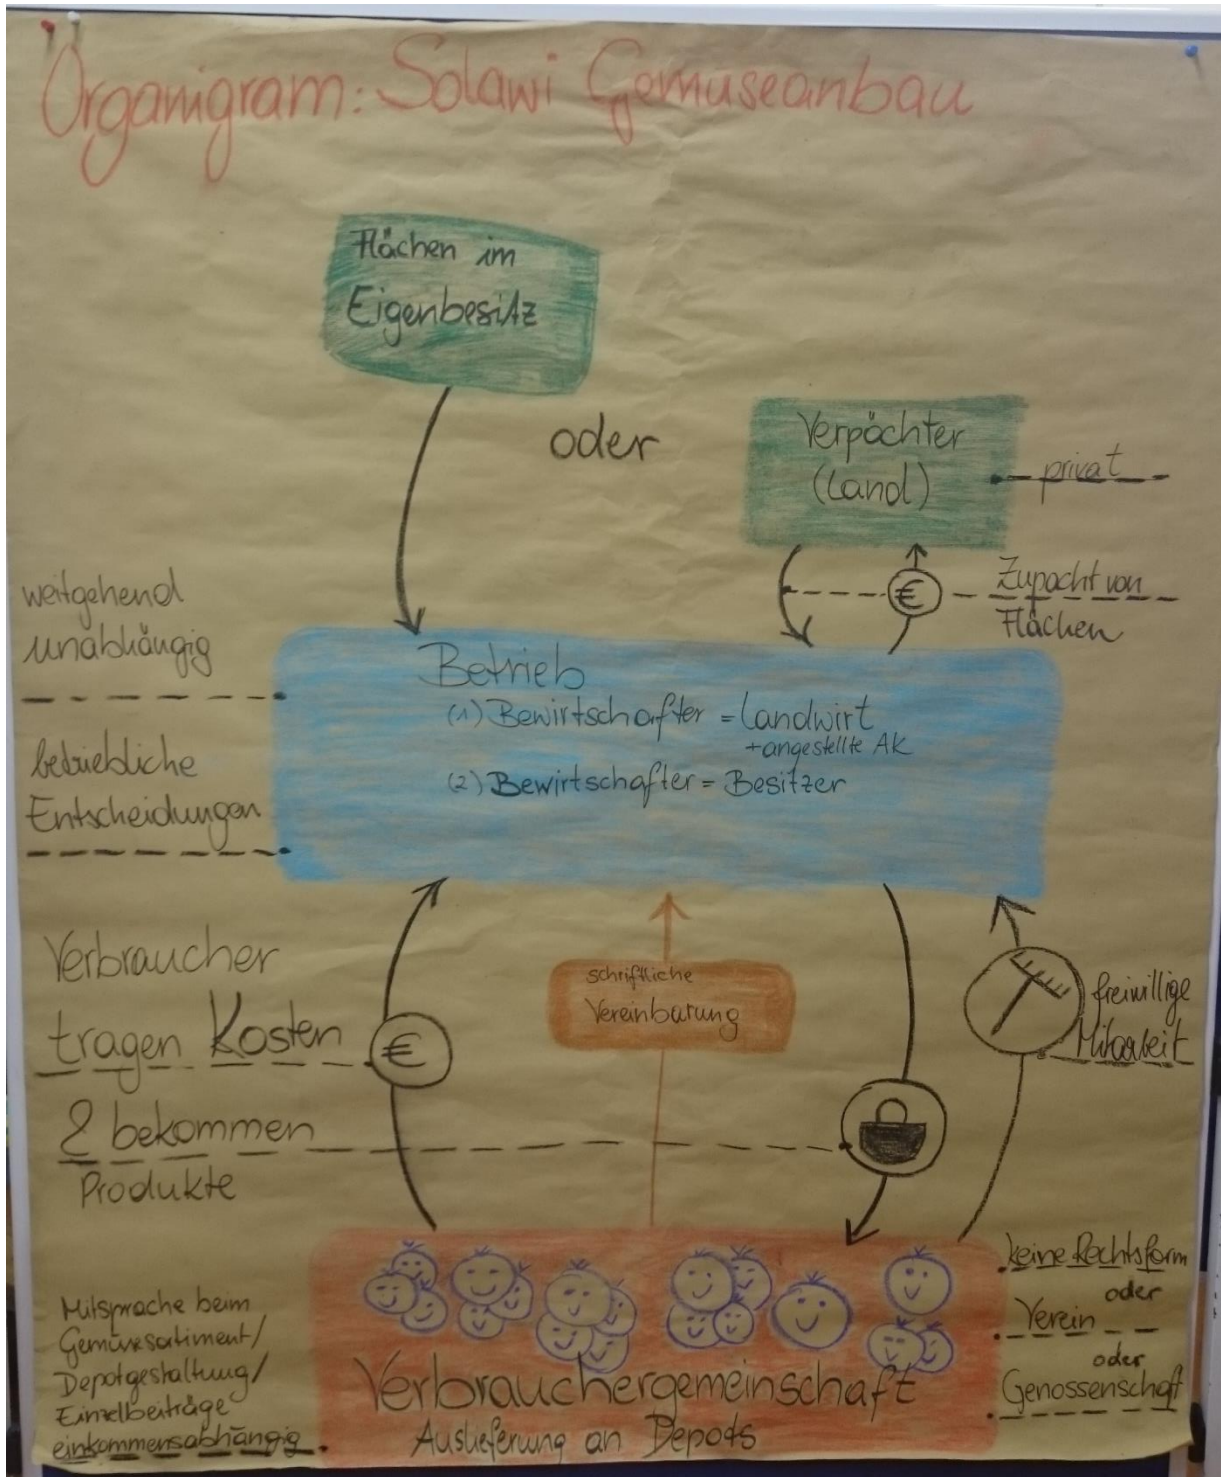 Organigram: Solawi Gemüseanbau
Flächen im
Eigenbesitz
oder
Verpächter
(Land)
privat
€
Zupacht von
Flächen
weitgehend
unabhängig
betriebliche
Entscheidungen
Betrieb
(1) Bewirtschafter = Landwirt
+angestellte AK
(2) Bewirtschafter = Besitzer
Verbraucher
tragen Kosten
€
& bekommen
Produkte
schriftliche
Vereinbarung
freiwillige
Mitarbeit
Mitsprache beim
Gemüsesortiment/
Depotgestaltung/
Einzelbeiträge
einkommensabhängig
Verbrauchergemeinschaft
Auslieferung an Depots
keine Rechtsform
oder
Verein
oder
Genossenschaft